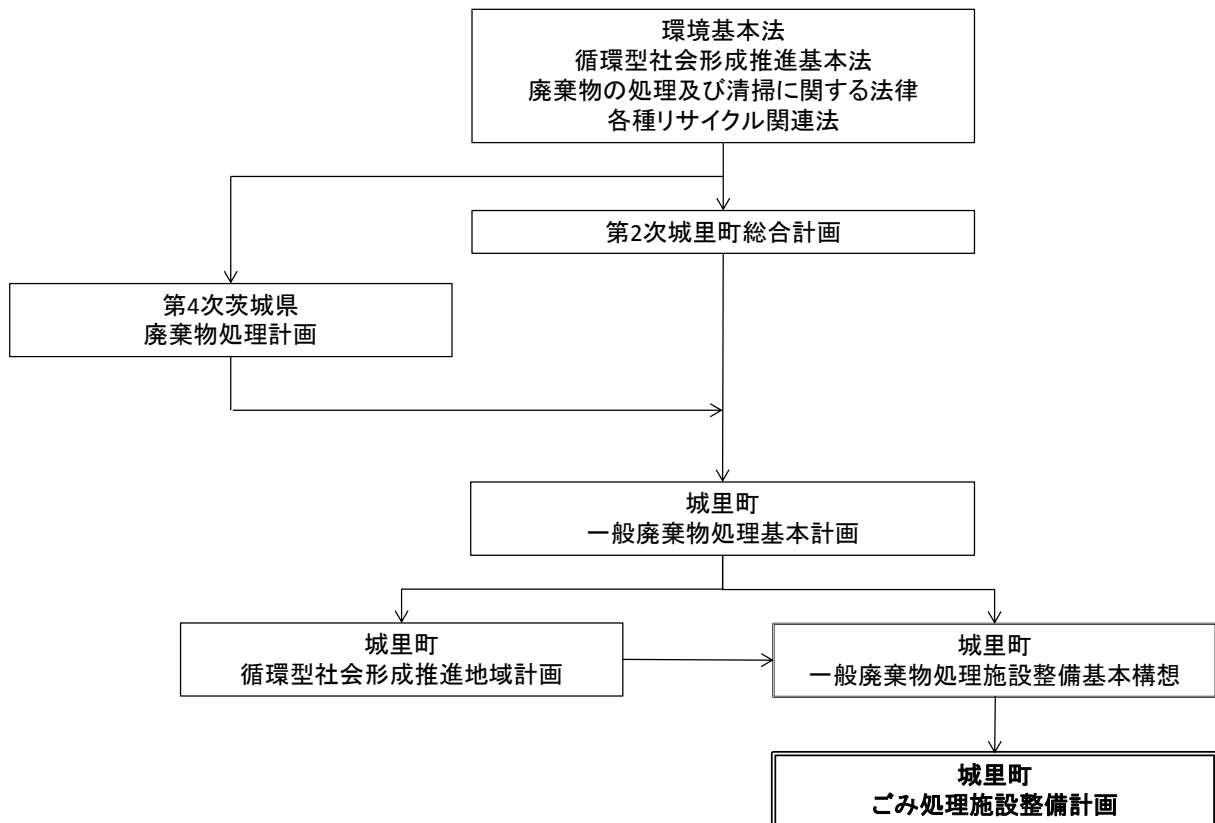 環境基本法
循環型社会形成推進基本法
廃棄物の処理及び清掃に関する法律
各種リサイクル関連法
第2次城里町総合計画
第4次茨城県
廃棄物処理計画
城里町
一般廃棄物処理基本計画
城里町
循環型社会形成推進地域計画
城里町
一般廃棄物処理施設整備基本構想
城里町
ごみ処理施設整備計画